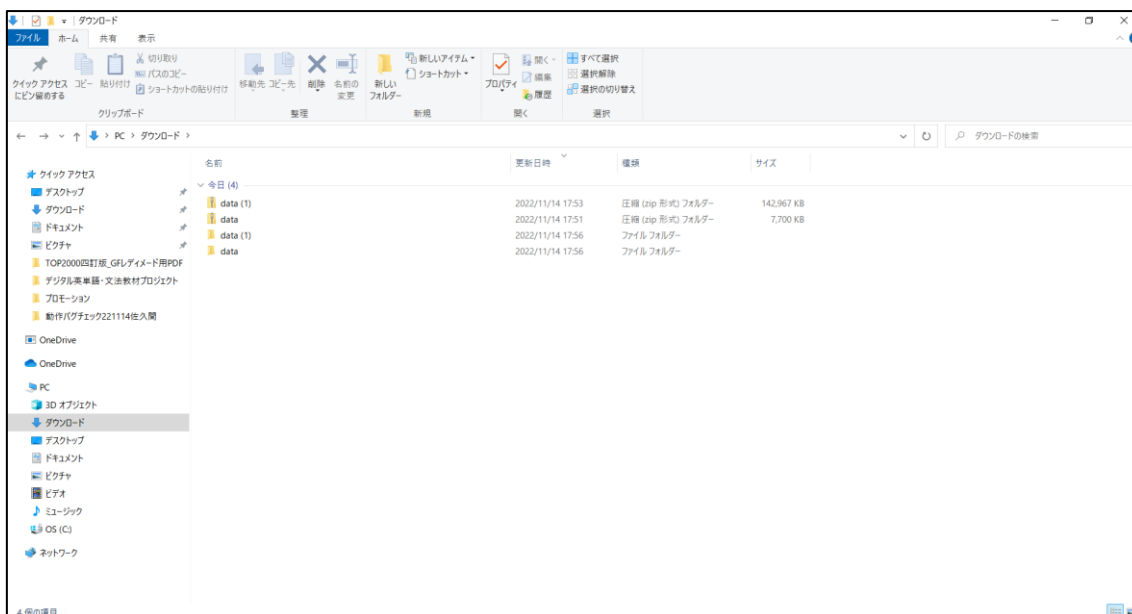 ダウンロード
ファイル ホーム 共有 表示
クイック アクセスにピン留めする
コピー
貼り付け
切り取り
パスのコピー
ショートカットの貼り付け
クリップボード
移動先 コピー先 削除 名前の変更
整理
新しいフォルダー
新しいアイテム
ショートカット
新規
プロパティ
開く
編集
履歴
開く
すべて選択
選択解除
選択の切り替え
選択
PC > ダウンロード >
ダウンロードの検索
名前 更新日時 種類 サイズ
今日 (4)
data (1) 2022/11/14 17:53 圧縮 (zip 形式) フォルダー 142,967 KB
data 2022/11/14 17:51 圧縮 (zip 形式) フォルダー 7,700 KB
data (1) 2022/11/14 17:56 ファイル フォルダー
data 2022/11/14 17:56 ファイル フォルダー
クイック アクセス
デスクトップ
ダウンロード
ドキュメント
ピクチャ
TOP2000四訂版_GFレディメード用PDF
デジタル英単語・文法教材プロジェクト
プロモーション
動作バグチェック221114佐久間
OneDrive
OneDrive
PC
3D オブジェクト
ダウンロード
デスクトップ
ドキュメント
ピクチャ
ビデオ
ミュージック
OS (C:)
ネットワーク
4 個の項目